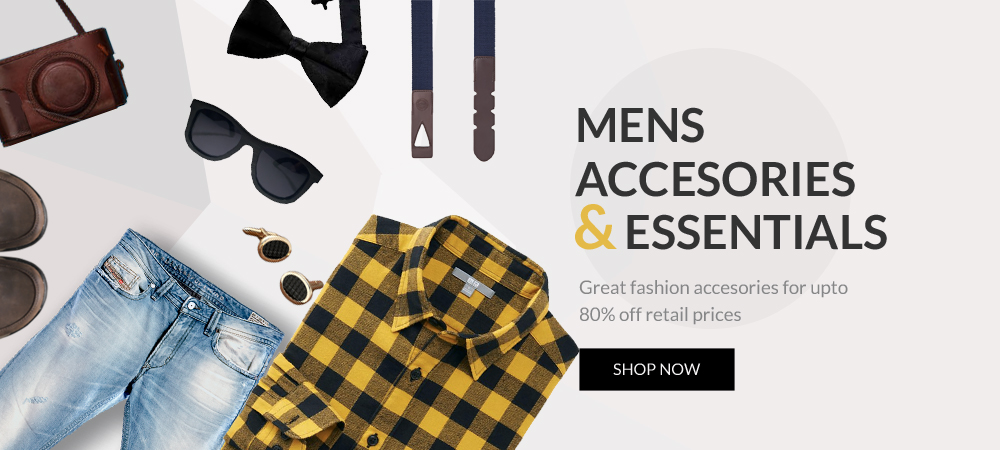 MENS
ACCESORIES
& ESSENTIALS
Great fashion accesories for upto
80% off retail prices
SHOP NOW